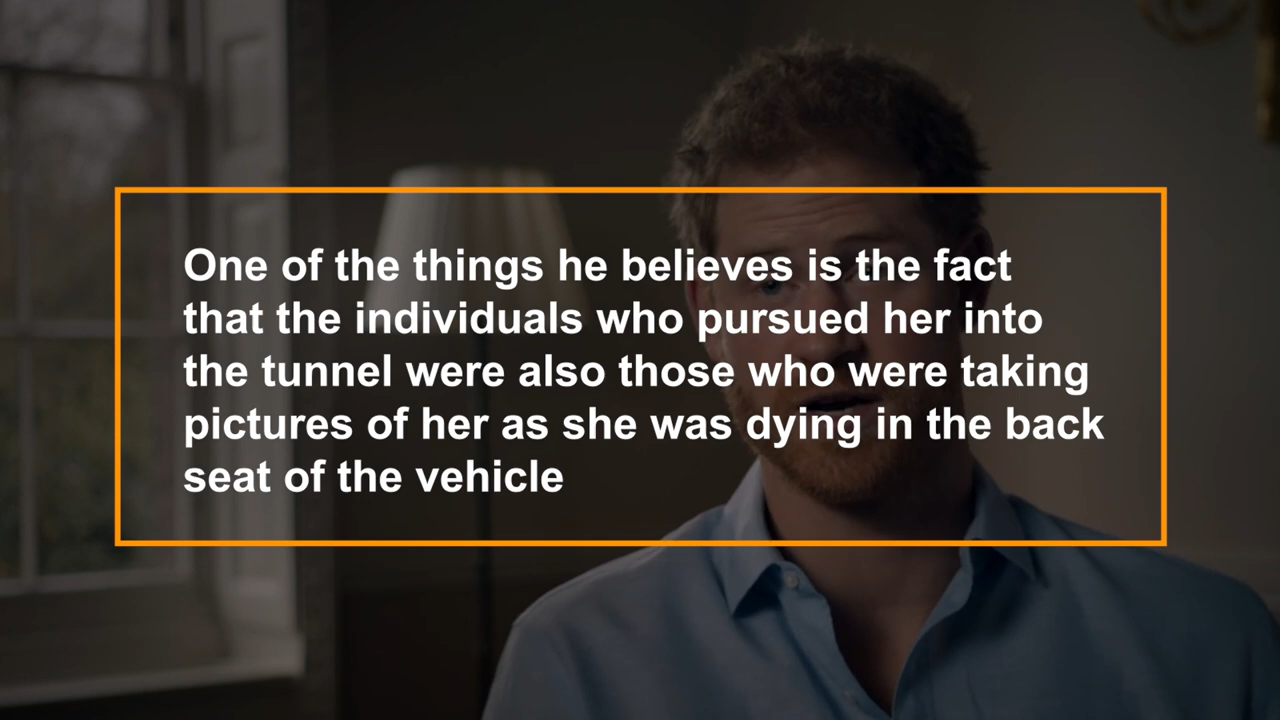 One of the things he believes is the fact
that the individuals who pursued her into
the tunnel were also those who were taking
pictures of her as she was dying in the back
seat of the vehicle